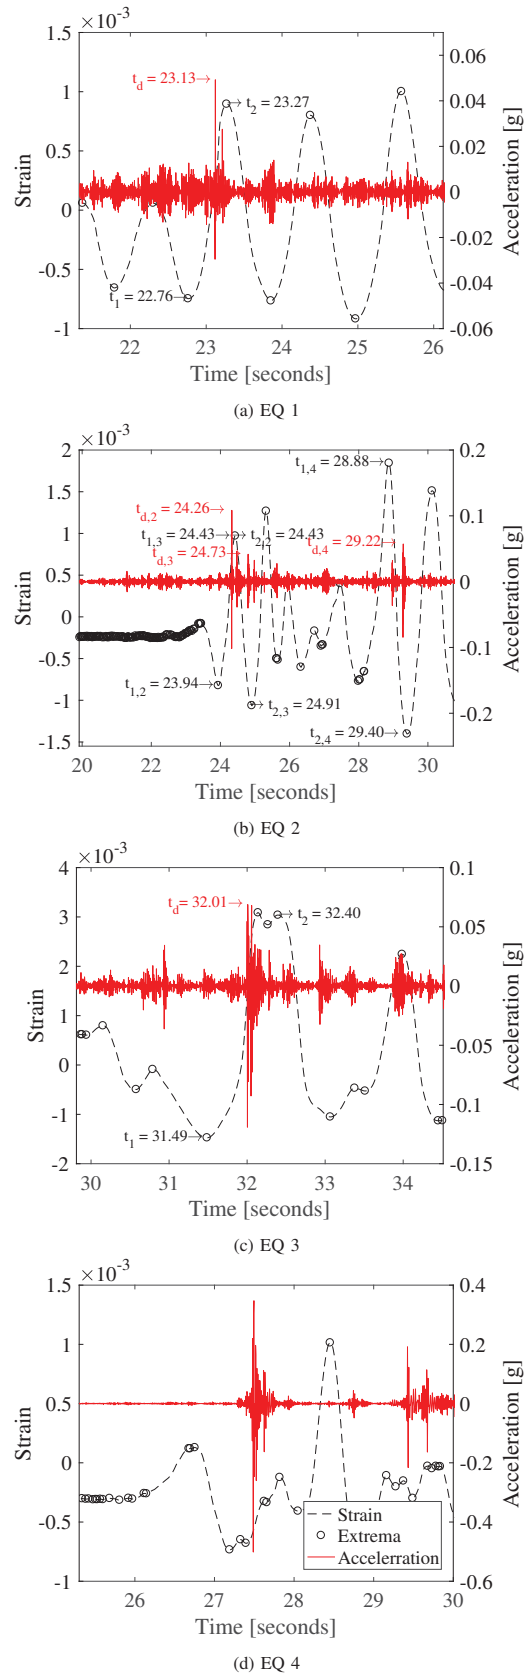 ×10⁻³
1.5
1
0.5
0
-0.5
-1
0.06
0.04
0.02
0
-0.02
-0.04
-0.06
t_d = 23.13→
→t_2 = 23.27
t_1 = 22.76→
Strain
Acceleration [g]
22 23 24 25 26
Time [seconds]
(a) EQ 1
×10⁻³
2
1.5
1
0.5
0
-0.5
-1
-1.5
0.2
0.1
0
-0.1
-0.2
t_{1,4} = 28.88→
t_{d,2} = 24.26→
t_{1,3} = 24.43→ →t_{2,2} = 24.43
t_{d,3} = 24.73→
t_{d,4} = 29.22→
t_{1,2} = 23.94→
→t_{2,3} = 24.91
t_{2,4} = 29.40→
Strain
Acceleration [g]
20 22 24 26 28 30
Time [seconds]
(b) EQ 2
×10⁻³
4
3
2
1
0
-1
-2
0.1
0.05
0
-0.05
-0.1
-0.15
t_d = 32.01→
→t_2 = 32.40
t_1 = 31.49→
Strain
Acceleration [g]
30 31 32 33 34
Time [seconds]
(c) EQ 3
×10⁻³
1.5
1
0.5
0
-0.5
-1
0.4
0.2
0
-0.2
-0.4
-0.6
Strain
Acceleration [g]
Strain
Extrema
Accelerration
26 27 28 29 30
Time [seconds]
(d) EQ 4